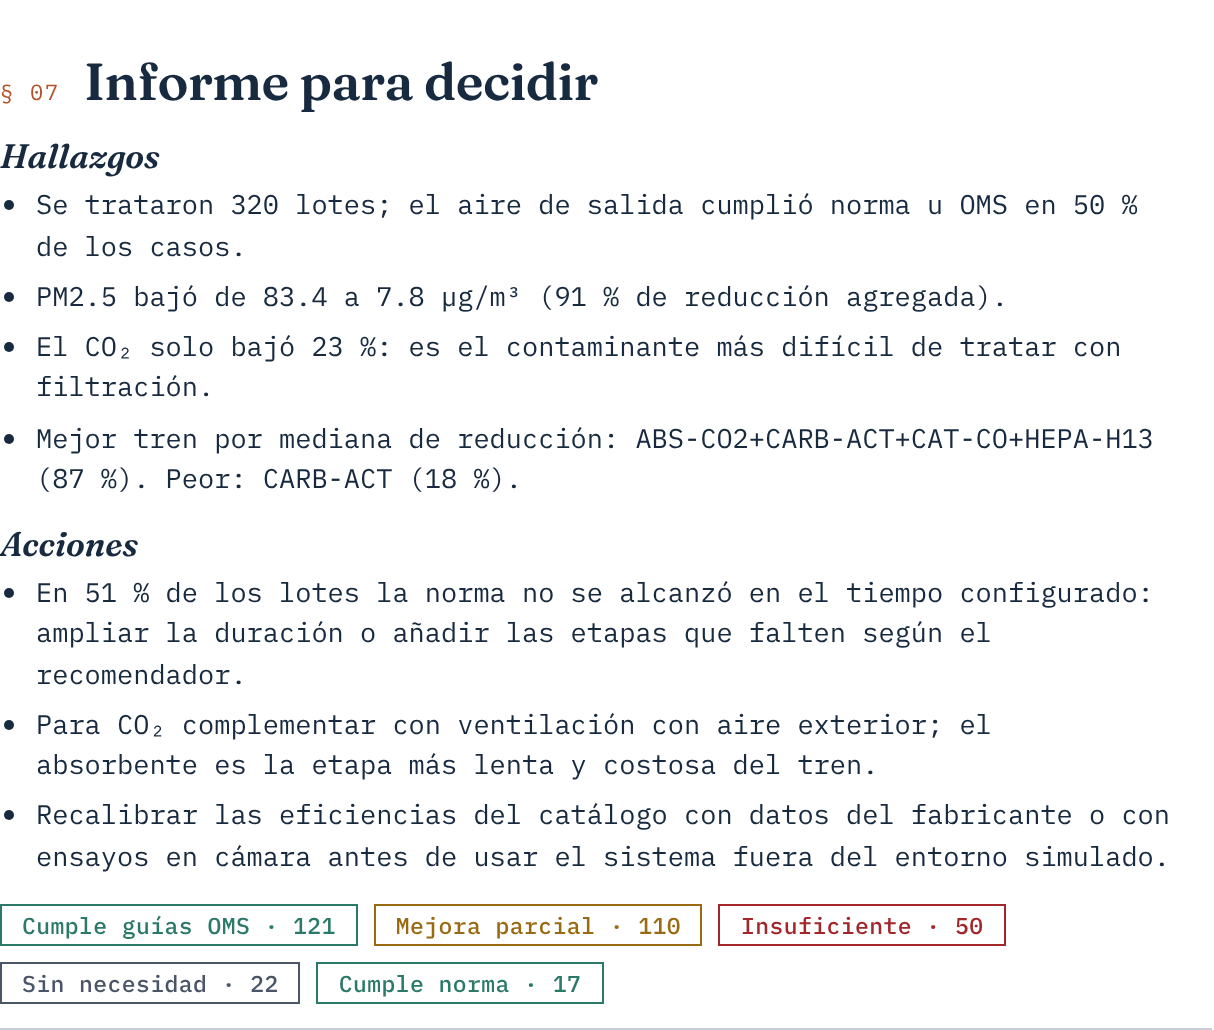 § 07 Informe para decidir
Hallazgos
• Se trataron 320 lotes; el aire de salida cumplió norma u OMS en 50 %
de los casos.
• PM2.5 bajó de 83.4 a 7.8 µg/m³ (91 % de reducción agregada).
• El CO₂ solo bajó 23 %: es el contaminante más difícil de tratar con
filtración.
• Mejor tren por mediana de reducción: ABS-CO2+CARB-ACT+CAT-CO+HEPA-H13
(87 %). Peor: CARB-ACT (18 %).
Acciones
• En 51 % de los lotes la norma no se alcanzó en el tiempo configurado:
ampliar la duración o añadir las etapas que falten según el
recomendador.
• Para CO₂ complementar con ventilación con aire exterior; el
absorbente es la etapa más lenta y costosa del tren.
• Recalibrar las eficiencias del catálogo con datos del fabricante o con
ensayos en cámara antes de usar el sistema fuera del entorno simulado.
Cumple guías OMS · 121 Mejora parcial · 110 Insuficiente · 50
Sin necesidad · 22 Cumple norma · 17